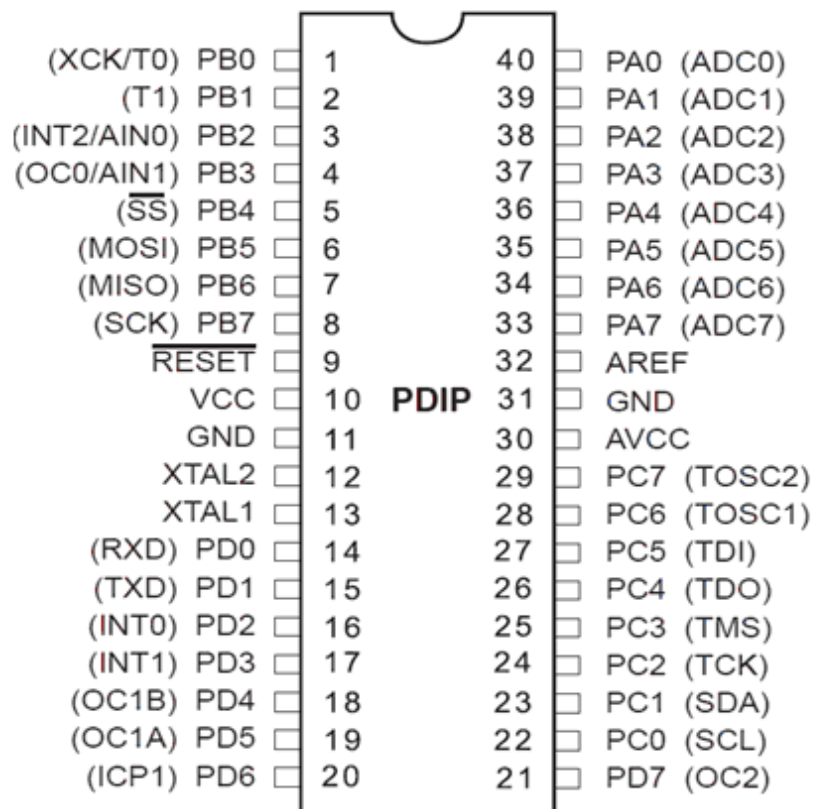 (XCK/T0) PB0 1 40 PA0 (ADC0)
(T1) PB1 2 39 PA1 (ADC1)
(INT2/AIN0) PB2 3 38 PA2 (ADC2)
(OC0/AIN1) PB3 4 37 PA3 (ADC3)
(S̅S̅) PB4 5 36 PA4 (ADC4)
(MOSI) PB5 6 35 PA5 (ADC5)
(MISO) PB6 7 34 PA6 (ADC6)
(SCK) PB7 8 33 PA7 (ADC7)
R̅E̅S̅E̅T̅ 9 32 AREF
VCC 10 PDIP 31 GND
GND 11 30 AVCC
XTAL2 12 29 PC7 (TOSC2)
XTAL1 13 28 PC6 (TOSC1)
(RXD) PD0 14 27 PC5 (TDI)
(TXD) PD1 15 26 PC4 (TDO)
(INT0) PD2 16 25 PC3 (TMS)
(INT1) PD3 17 24 PC2 (TCK)
(OC1B) PD4 18 23 PC1 (SDA)
(OC1A) PD5 19 22 PC0 (SCL)
(ICP1) PD6 20 21 PD7 (OC2)